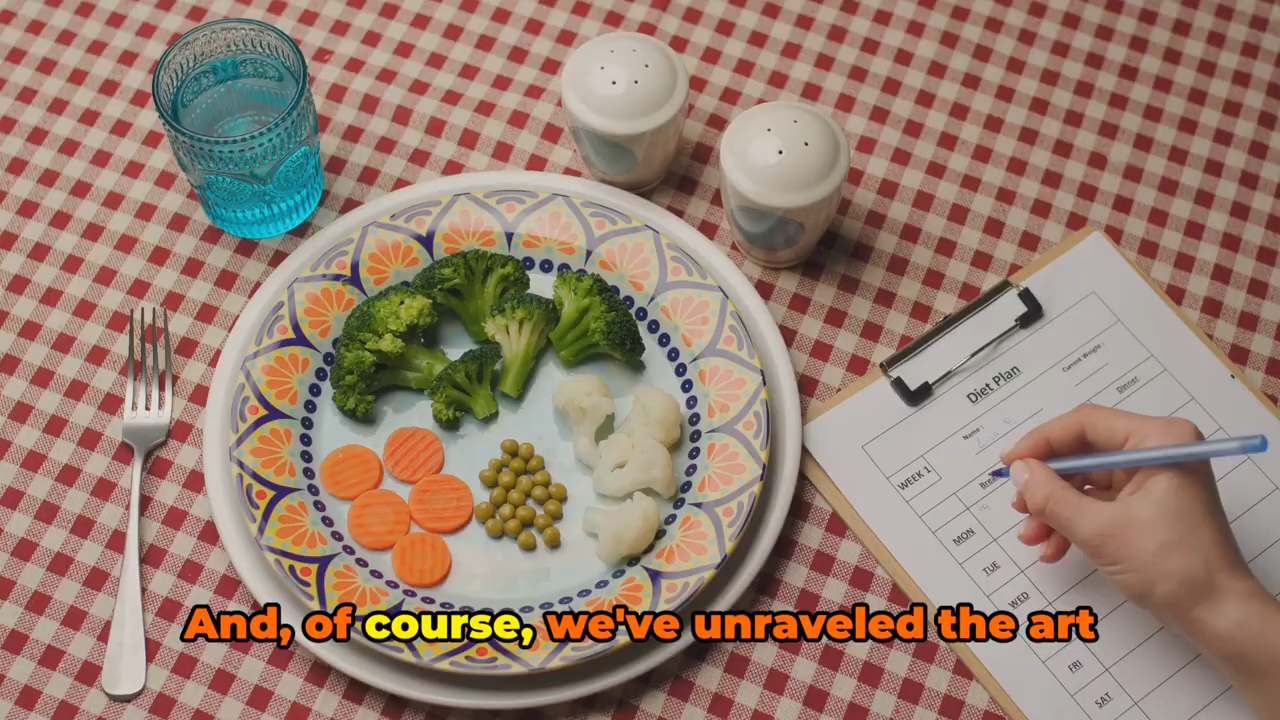 Diet Plan
Current Weight :
Name :
Dinner
WEEK 1
MON
TUE
WED
FRI
SAT
And, of course, we've unraveled the art